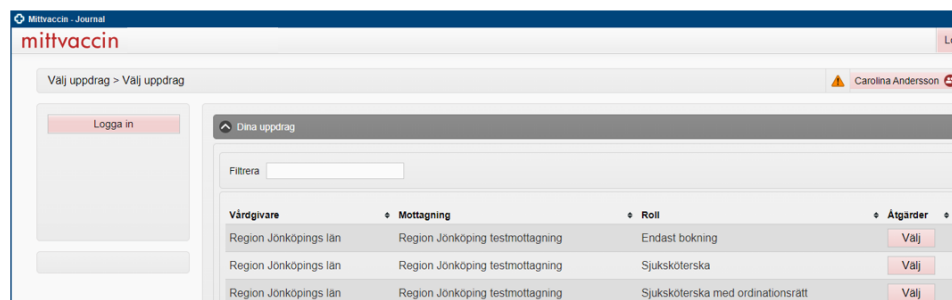 Mittvaccin - Journal
mittvaccin
Välj uppdrag > Välj uppdrag
Carolina Andersson
Logga in
Dina uppdrag
Filtrera
Vårdgivare Mottagning Roll Åtgärder
Region Jönköpings län Region Jönköping testmottagning Endast bokning Välj
Region Jönköpings län Region Jönköping testmottagning Sjuksköterska Välj
Region Jönköpings län Region Jönköping testmottagning Sjuksköterska med ordinationsrätt Välj